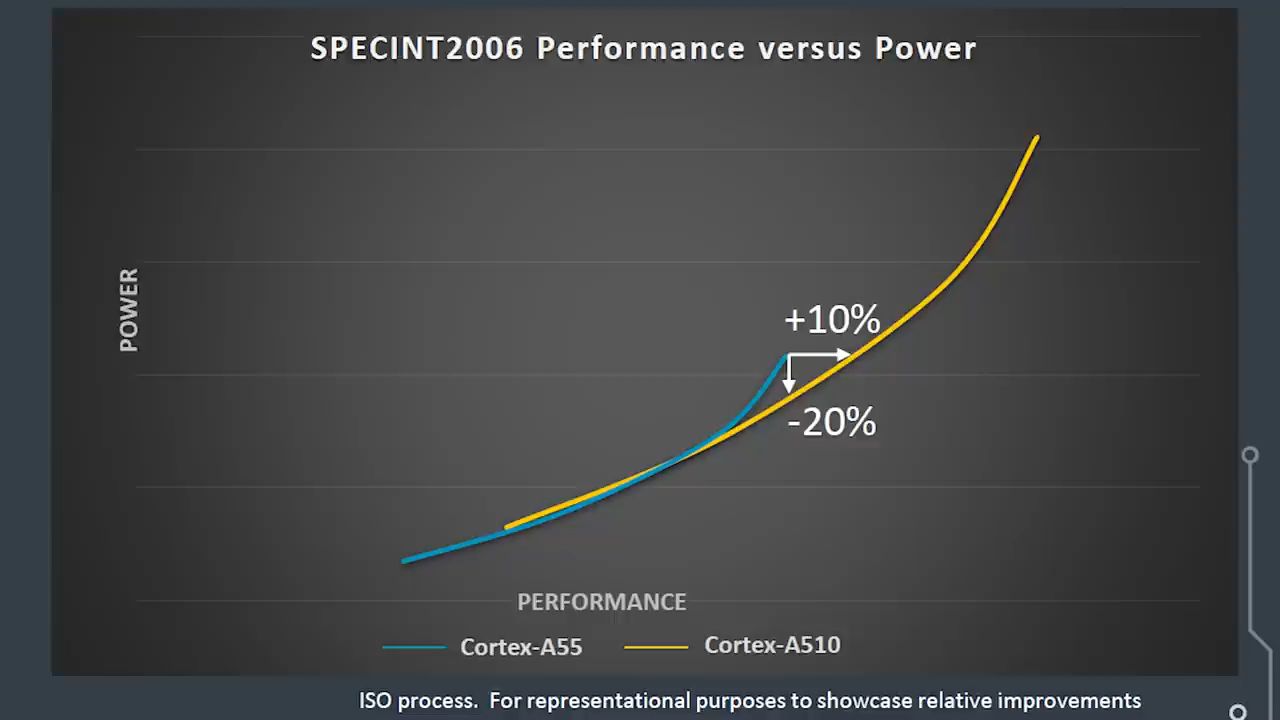 SPECINT2006 Performance versus Power
POWER
+10%
-20%
PERFORMANCE
Cortex-A55 Cortex-A510
ISO process. For representational purposes to showcase relative improvements